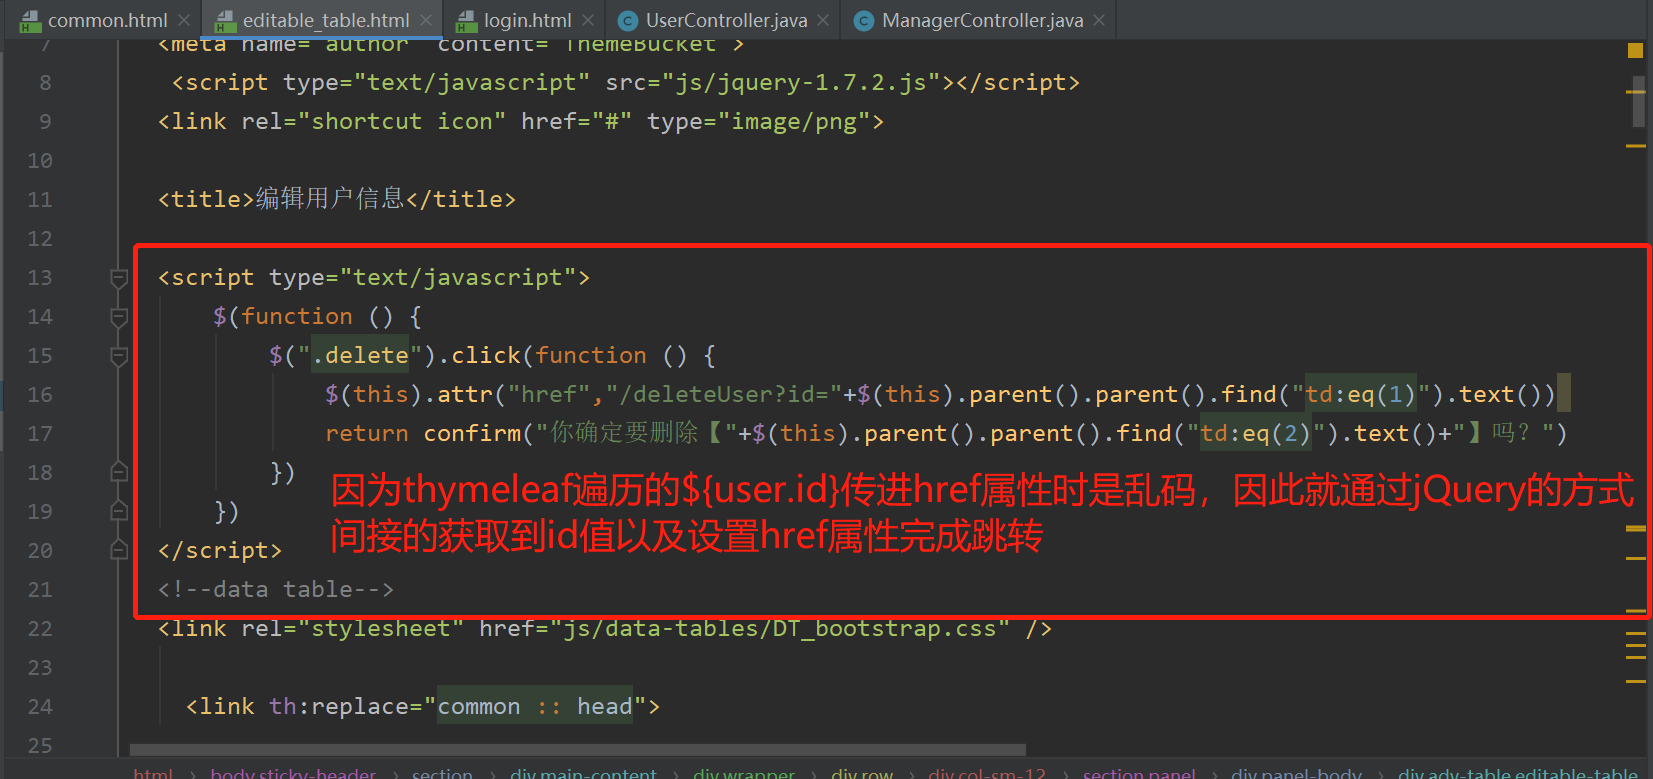 common.html
editable_table.html
login.html
UserController.java
ManagerController.java
7 <meta name="author" content="ThemeBucket">
8 <script type="text/javascript" src="js/jquery-1.7.2.js"></script>
9 <link rel="shortcut icon" href="#" type="image/png">
10
11 <title>编辑用户信息</title>
12
13 <script type="text/javascript">
14 $(function () {
15 $(".delete").click(function () {
16 $(this).attr("href","/deleteUser?id="+$(this).parent().parent().find("td:eq(1)").text())
17 return confirm("你确定要删除【"+$(this).parent().parent().find("td:eq(2)").text()+"】吗？")
18 })
因为thymeleaf遍历的${user.id}传进href属性时是乱码，因此就通过jQuery的方式
19 })
间接的获取到id值以及设置href属性完成跳转
20 </script>
21 <!--data table-->
22 <link rel="stylesheet" href="js/data-tables/DT_bootstrap.css" />
23
24 <link th:replace="common :: head">
25
html › body.sticky-header › section › div.main-content › div.wrapper › div.row › div.col-sm-12 › section.panel › div.panel-body › div.adv-table.editable-table